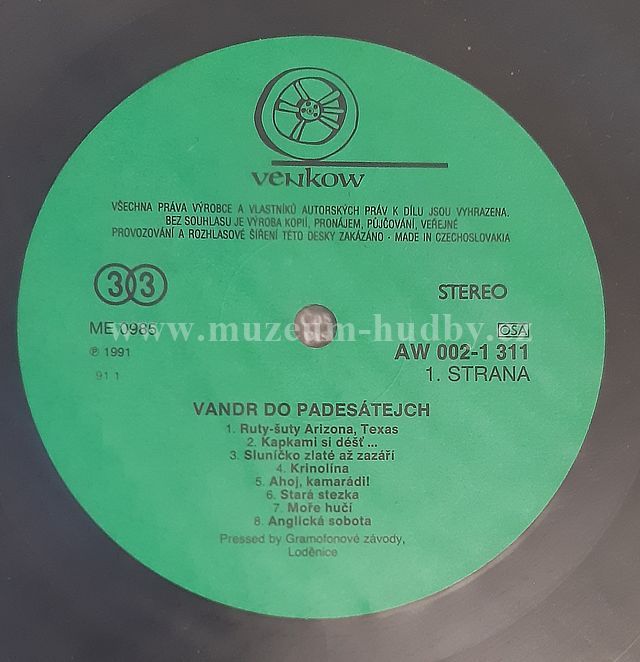 venkow
VŠECHNA PRÁVA VÝROBCE A VLASTNÍKŮ AUTORSKÝCH PRÁV K DÍLU JSOU VYHRAZENA.
BEZ SOUHLASU JE VÝROBA KOPIÍ, PRONÁJEM, PŮJČOVÁNÍ, VEŘEJNÉ
PROVOZOVÁNÍ A ROZHLASOVÉ ŠÍŘENÍ TÉTO DESKY ZAKÁZÁNO · MADE IN CZECHOSLOVAKIA
33
STEREO
ME 0985
OSA
www.muzeum-hudby.cz
℗ 1991
AW 002-1 311
91 1
1. STRANA
VANDR DO PADESÁTEJCH
1. Ruty-šuty Arizona, Texas
2. Kapkami si déšť ...
3. Sluníčko zlaté až zazáří
4. Krinolína
5. Ahoj, kamarádi!
6. Stará stezka
7. Moře hučí
8. Anglická sobota
Pressed by Gramofonové závody,
Loděnice